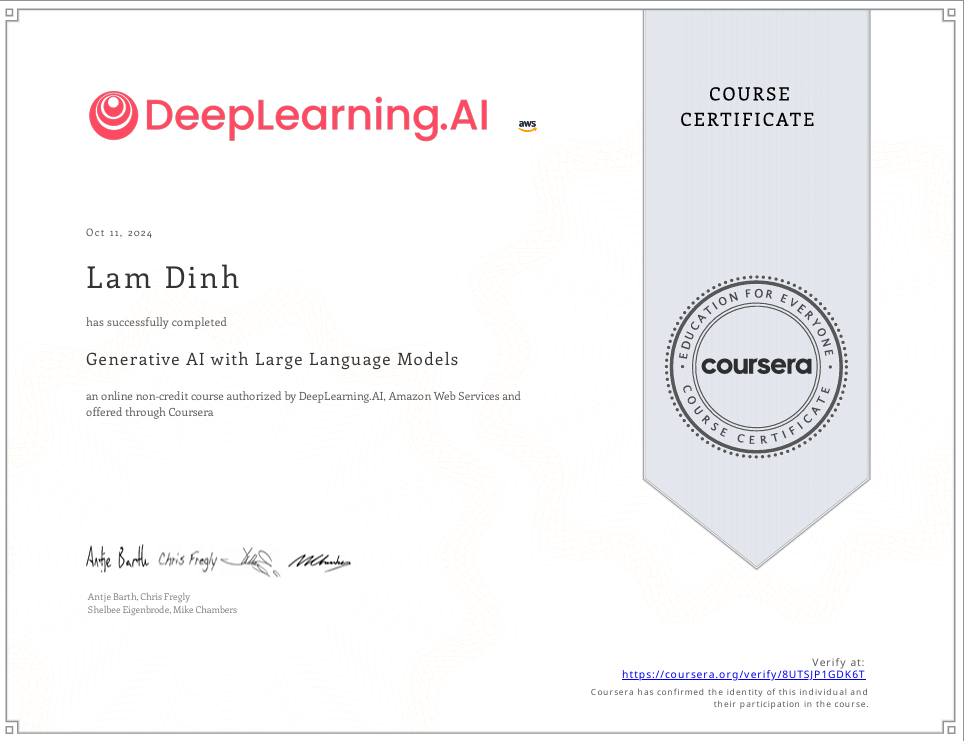 DeepLearning.AI
aws
COURSE
CERTIFICATE
Oct 11, 2024
Lam Dinh
has successfully completed
Generative AI with Large Language Models
an online non-credit course authorized by DeepLearning.AI, Amazon Web Services and
offered through Coursera
EDUCATION FOR EVERYONE
coursera
COURSE CERTIFICATE
Antje Barth Chris Fregly
Antje Barth, Chris Fregly
Shelbee Eigenbrode, Mike Chambers
Verify at:
https://coursera.org/verify/8UTSJP1GDK6T
Coursera has confirmed the identity of this individual and
their participation in the course.